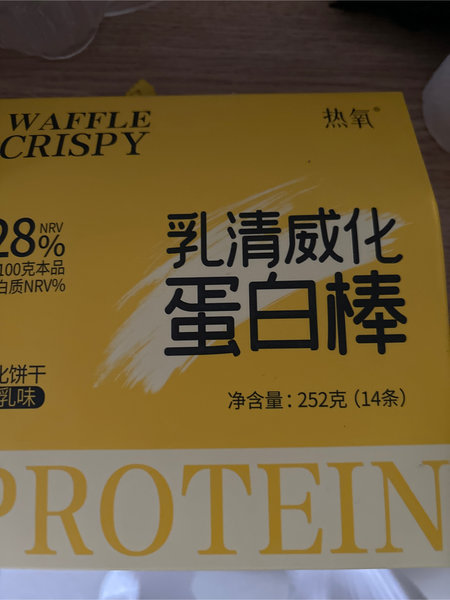 WAFFLE
CRISPY
热氧®
28% NRV
100克本品
白质NRV%
乳清威化
蛋白棒
化饼干
乳味
净含量：252克（14条）
PROTEIN